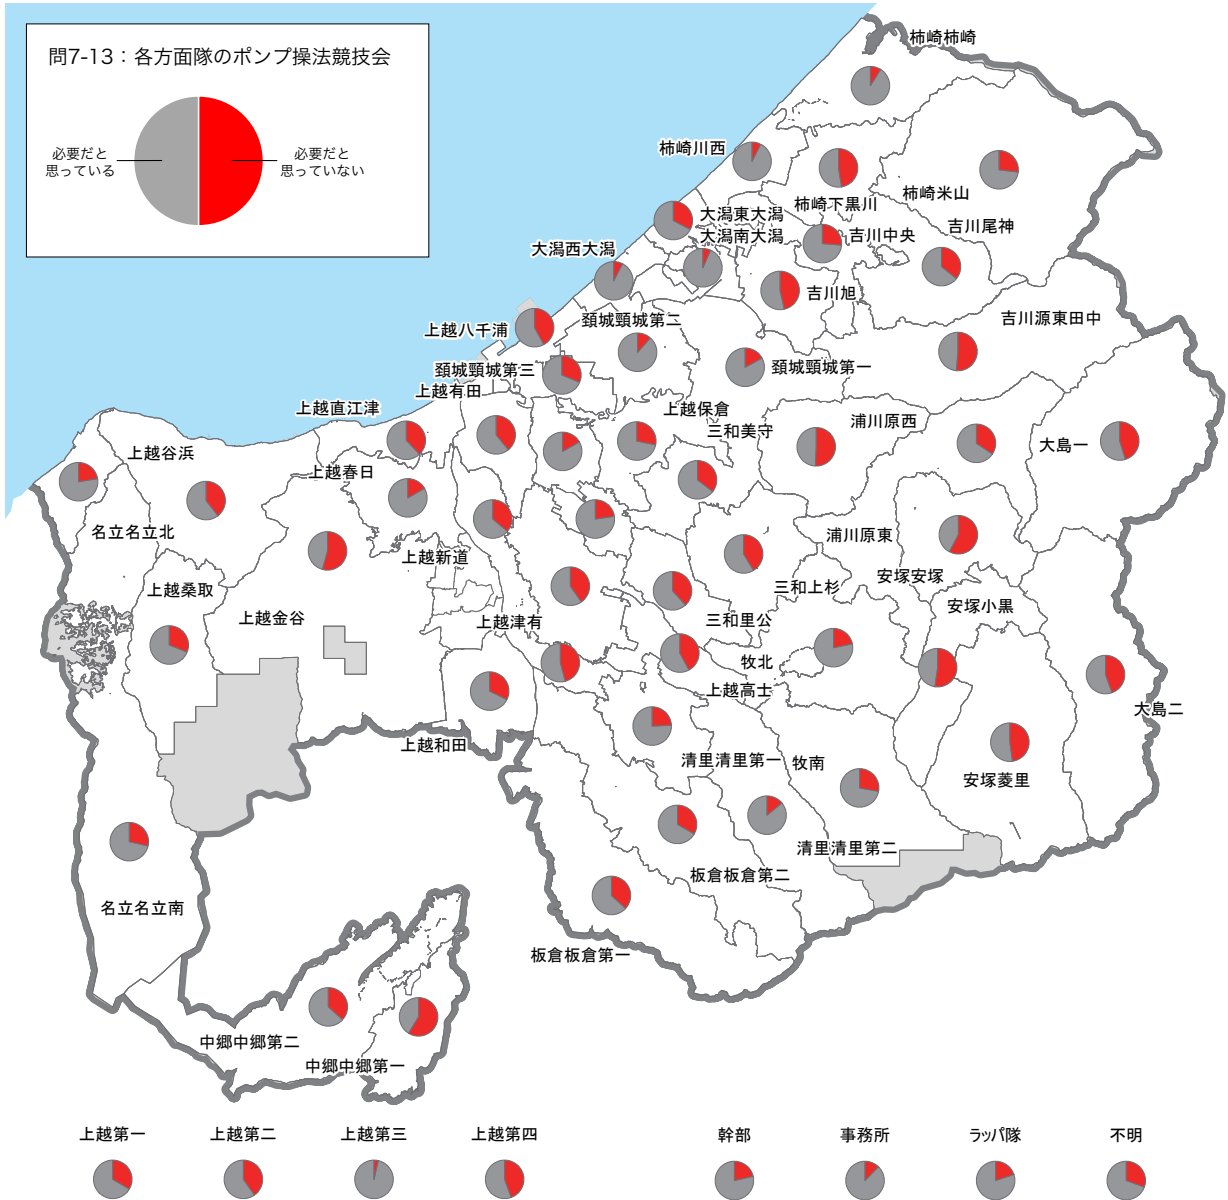 問7-13：各方面隊のポンプ操法競技会
必要だと
思っている
必要だと
思っていない
柿崎柿崎
柿崎川西
柿崎米山
柿崎下黒川
大潟東大潟
吉川尾神
大潟南大潟
吉川中央
大潟西大潟
吉川旭
吉川源東田中
頚城頸城第二
上越八千浦
頚城頸城第一
頚城頸城第三
上越有田
上越直江津
上越保倉
浦川原西
三和美守
大島一
上越谷浜
上越春日
名立名立北
浦川原東
上越新道
安塚安塚
上越桑取
三和上杉
安塚小黒
上越金谷
上越津有
三和里公
牧北
上越高士
大島二
上越和田
清里清里第一
牧南
安塚菱里
清里清里第二
板倉板倉第二
名立名立南
板倉板倉第一
中郷中郷第二
中郷中郷第一
上越第一
上越第二
上越第三
上越第四
幹部
事務所
ラッパ隊
不明